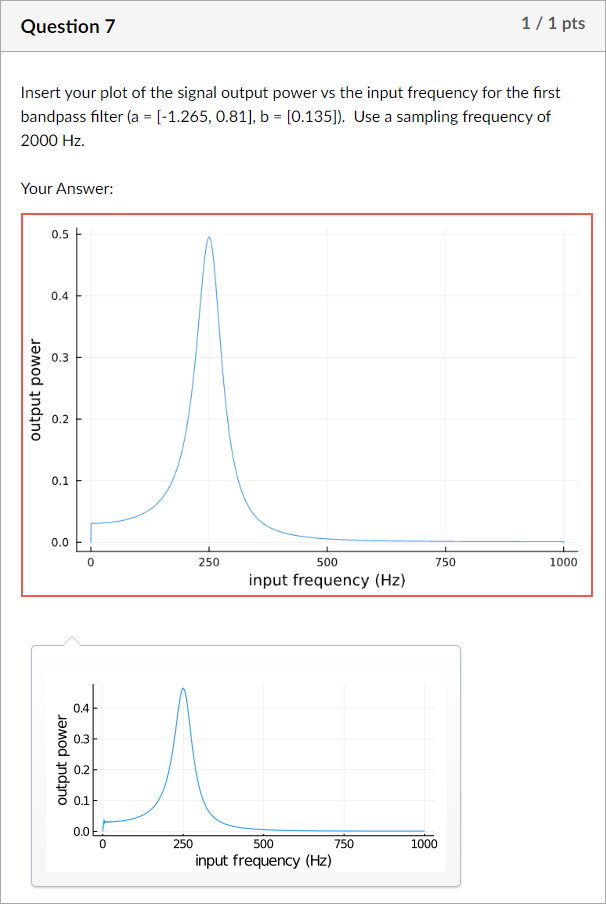 Question 7
1 / 1 pts
Insert your plot of the signal output power vs the input frequency for the first
bandpass filter (a = [-1.265, 0.81], b = [0.135]).  Use a sampling frequency of
2000 Hz.
Your Answer:
output power
0.5
0.4
0.3
0.2
0.1
0.0
0 250 500 750 1000
input frequency (Hz)
output power
0.4
0.3
0.2
0.1
0.0
0 250 500 750 1000
input frequency (Hz)